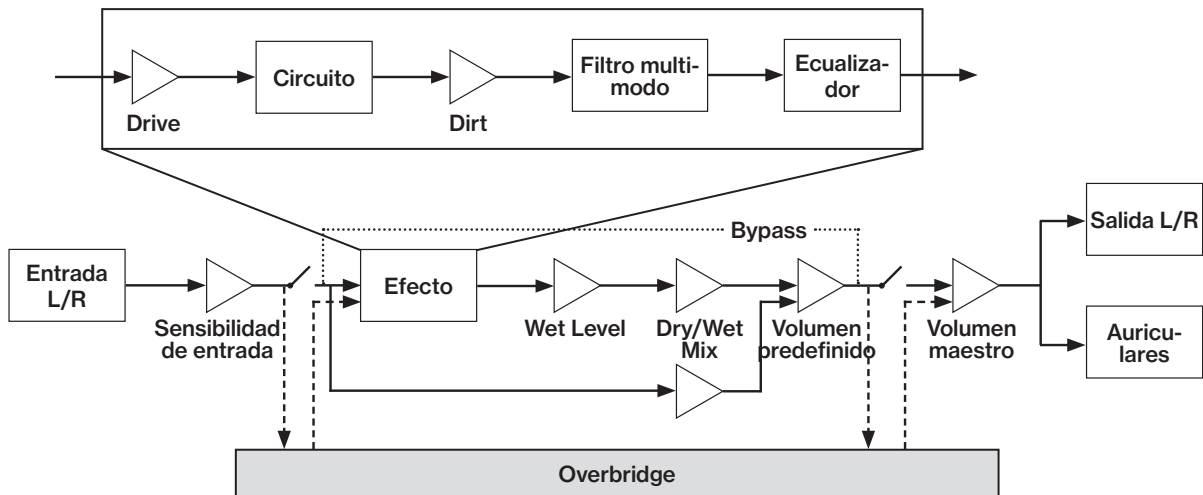 Drive
Circuito
Dirt
Filtro multi-
modo
Ecualiza-
dor
Bypass
Entrada
L/R
Sensibilidad
de entrada
Efecto
Wet Level
Dry/Wet
Mix
Volumen
predefinido
Volumen
maestro
Salida L/R
Auricu-
lares
Overbridge